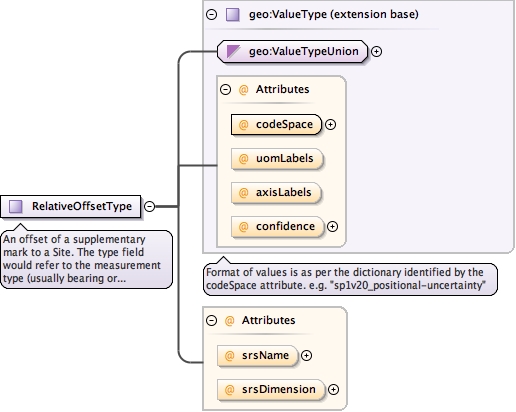 geo:ValueType (extension base)
geo:ValueTypeUnion
@ Attributes
@ codeSpace
@ uomLabels
@ axisLabels
@ confidence
RelativeOffsetType
An offset of a supplementary
mark to a Site. The type field
would refer to the measurement
type (usually bearing or...
Format of values is as per the dictionary identified by the
codeSpace attribute. e.g. "sp1v20_positional-uncertainty"
@ Attributes
@ srsName
@ srsDimension